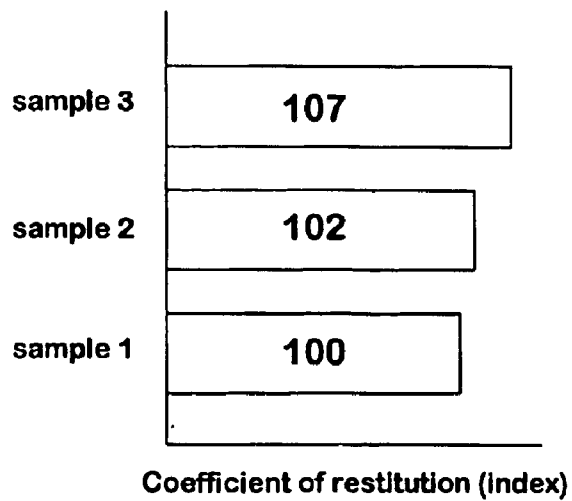 sample 3
107
sample 2
102
sample 1
100
Coefficient of restitution (index)